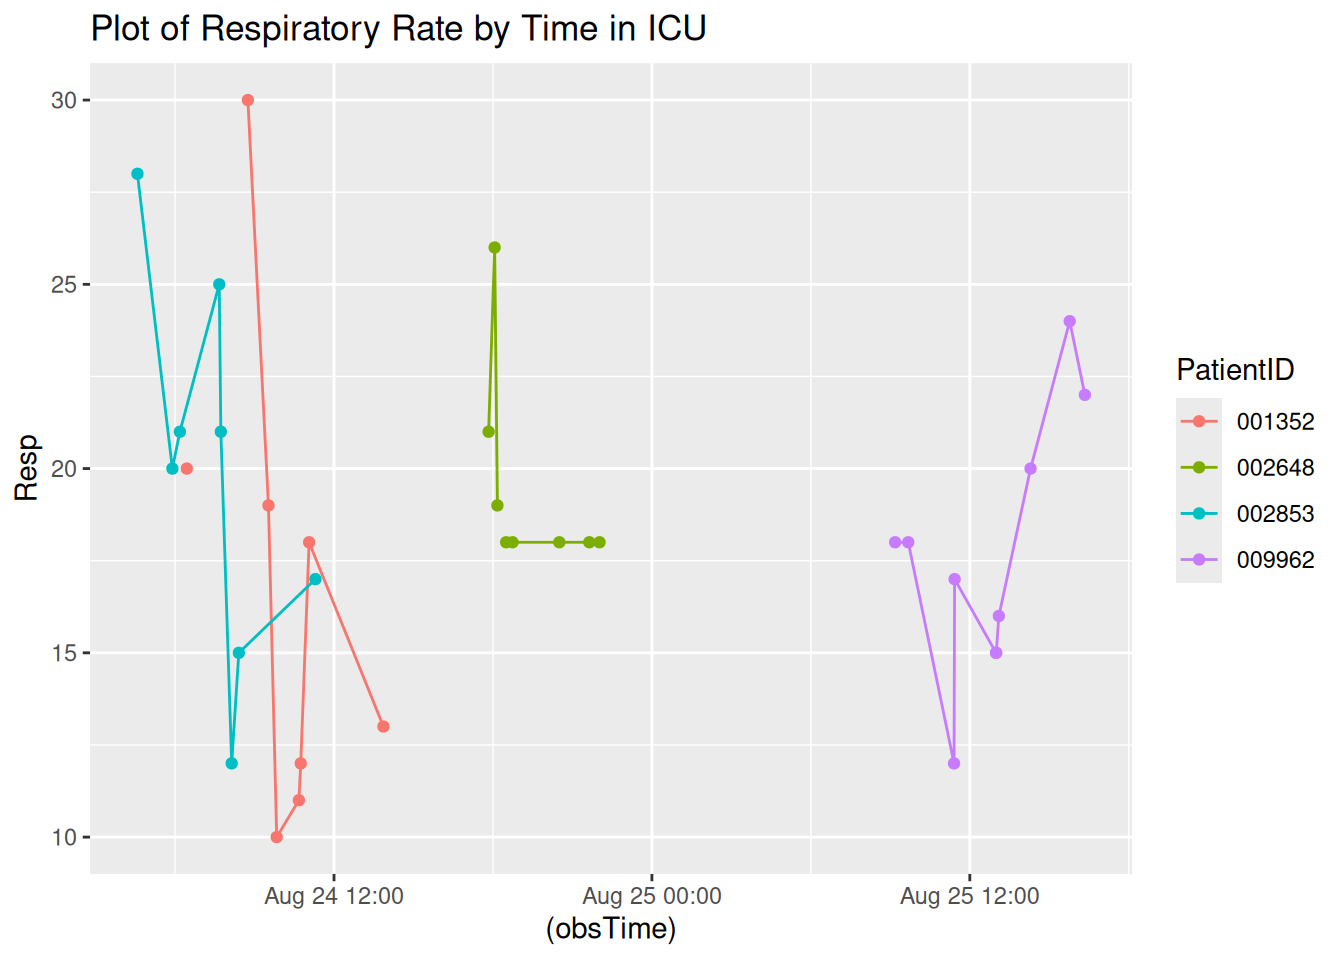 Plot of Respiratory Rate by Time in ICU
30
25
20
15
10
Resp
Aug 24 12:00
Aug 25 00:00
Aug 25 12:00
(obsTime)
PatientID
001352
002648
002853
009962